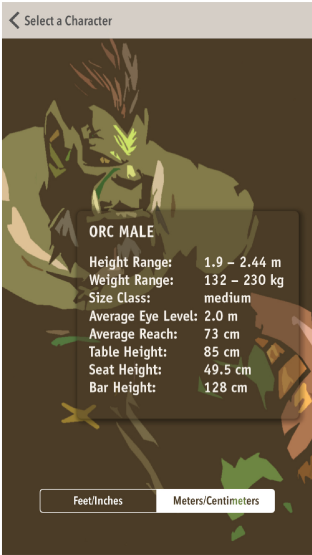 Select a Character
ORC MALE
Height Range: 1.9 – 2.44 m
Weight Range: 132 – 230 kg
Size Class: medium
Average Eye Level: 2.0 m
Average Reach: 73 cm
Table Height: 85 cm
Seat Height: 49.5 cm
Bar Height: 128 cm
Feet/Inches Meters/Centimeters